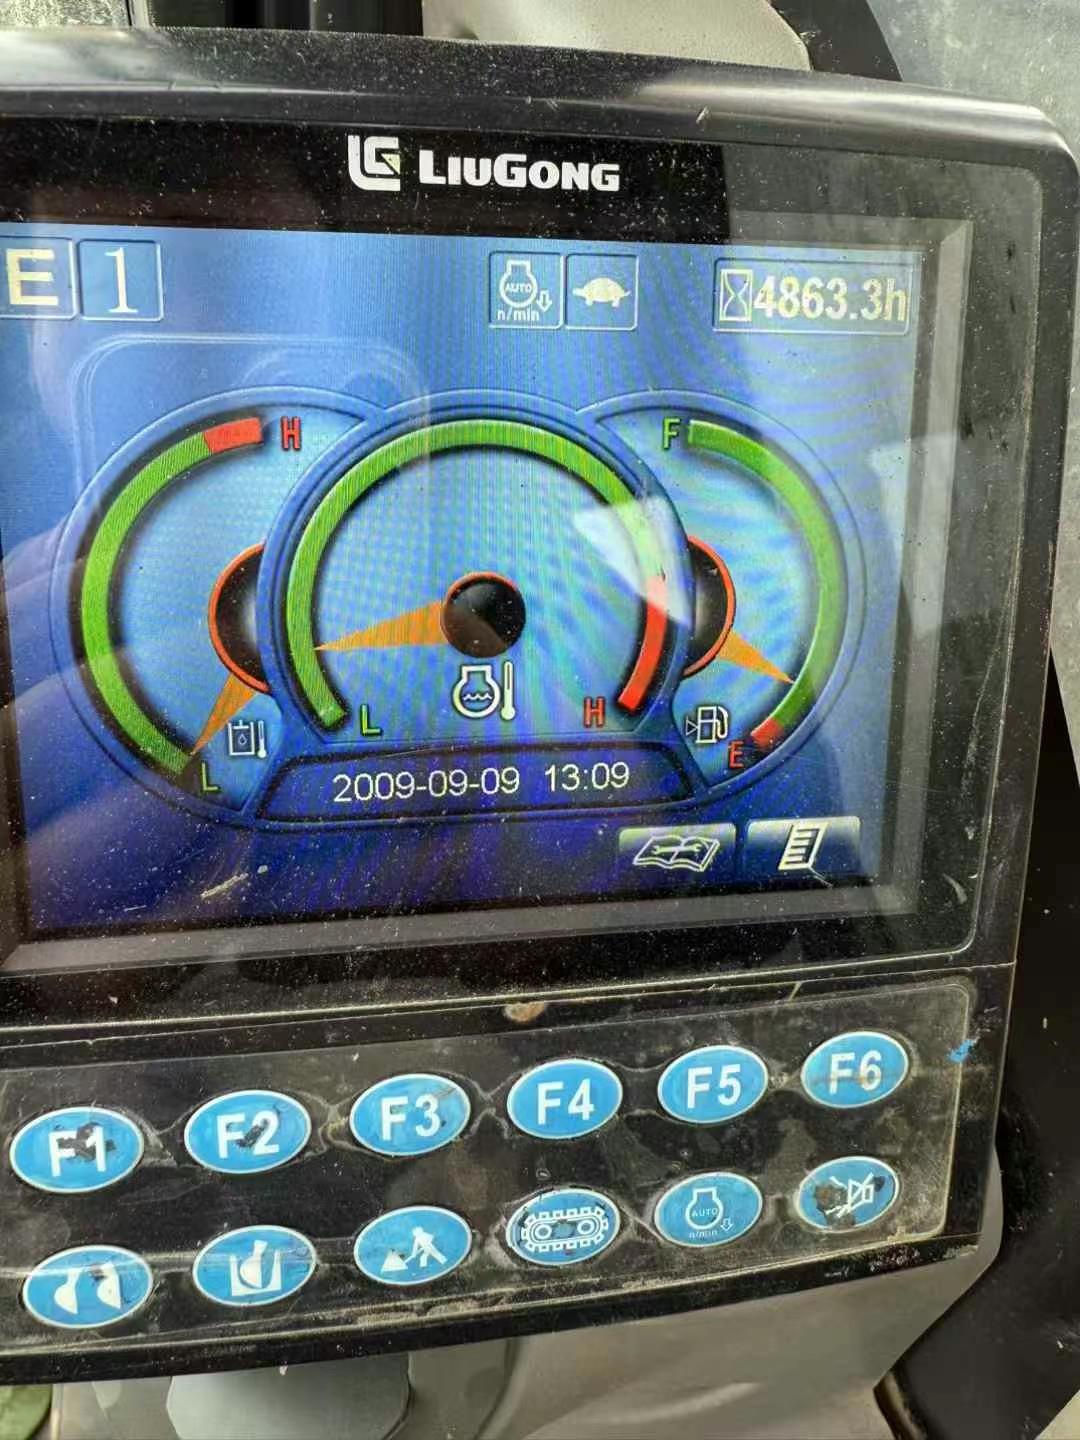 LG LIUGONG
E 1 AUTO n/min 4863.3h
H F
L H E
L
2009-09-09 13:09
F1 F2 F3 F4 F5 F6
AUTO n/min